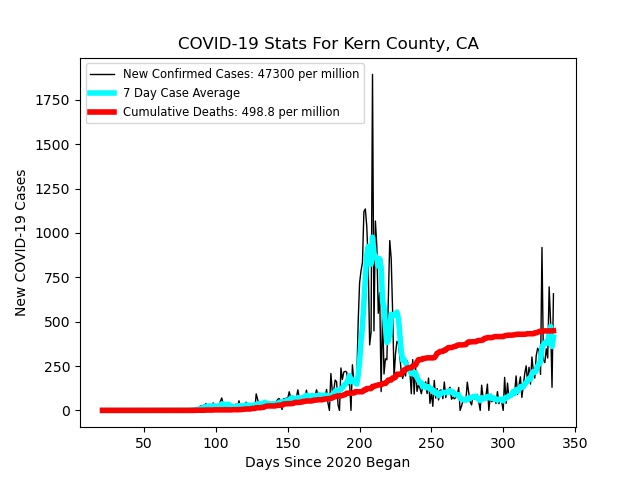 COVID-19 Stats For Kern County, CA
New Confirmed Cases: 47300 per million
7 Day Case Average
Cumulative Deaths: 498.8 per million
New COVID-19 Cases
1750
1500
1250
1000
750
500
250
0
50 100 150 200 250 300 350
Days Since 2020 Began